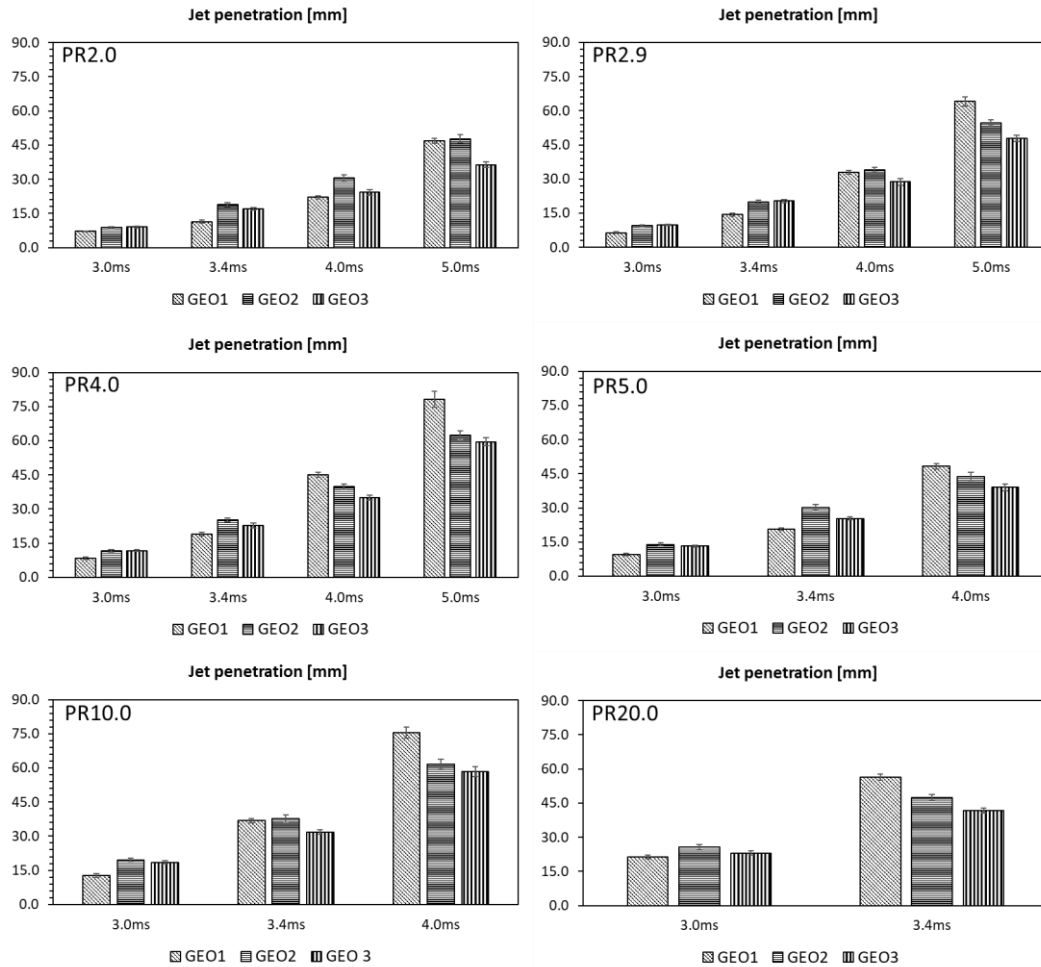 Jet penetration [mm]
PR2.0
90.0
75.0
60.0
45.0
30.0
15.0
0.0
3.0ms 3.4ms 4.0ms 5.0ms
GEO1 GEO2 GEO3
Jet penetration [mm]
PR2.9
90.0
75.0
60.0
45.0
30.0
15.0
0.0
3.0ms 3.4ms 4.0ms 5.0ms
GEO1 GEO2 GEO3
Jet penetration [mm]
PR4.0
90.0
75.0
60.0
45.0
30.0
15.0
0.0
3.0ms 3.4ms 4.0ms 5.0ms
GEO1 GEO2 GEO3
Jet penetration [mm]
PR5.0
90.0
75.0
60.0
45.0
30.0
15.0
0.0
3.0ms 3.4ms 4.0ms
GEO1 GEO2 GEO3
Jet penetration [mm]
PR10.0
90.0
75.0
60.0
45.0
30.0
15.0
0.0
3.0ms 3.4ms 4.0ms
GEO1 GEO2 GEO 3
Jet penetration [mm]
PR20.0
90.0
75.0
60.0
45.0
30.0
15.0
0.0
3.0ms 3.4ms
GEO1 GEO2 GEO3